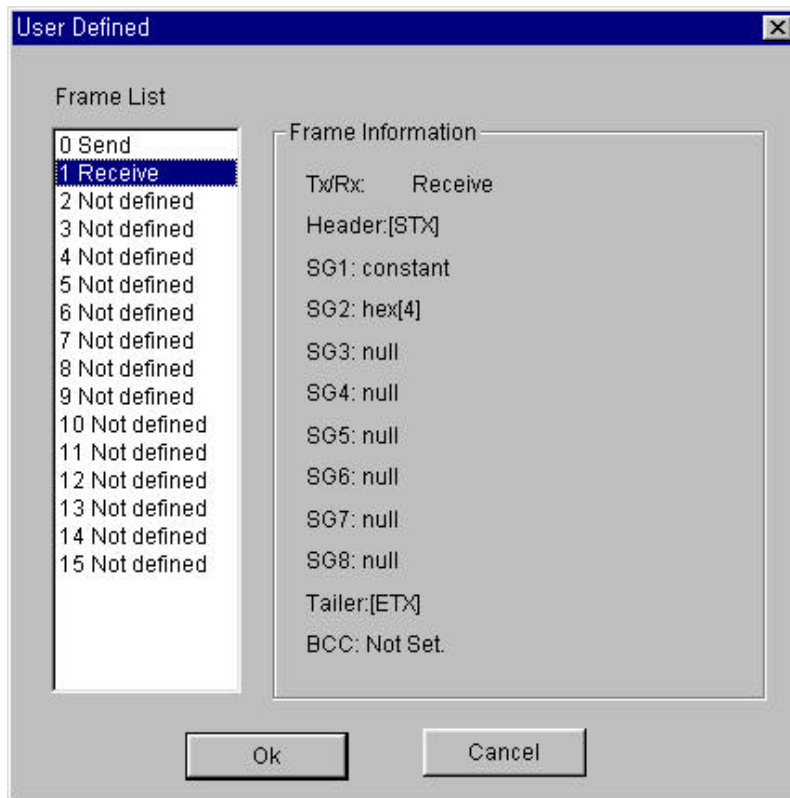 User Defined
Frame List
0 Send
1 Receive
2 Not defined
3 Not defined
4 Not defined
5 Not defined
6 Not defined
7 Not defined
8 Not defined
9 Not defined
10 Not defined
11 Not defined
12 Not defined
13 Not defined
14 Not defined
15 Not defined
Frame Information
Tx/Rx: Receive
Header:[STX]
SG1: constant
SG2: hex[4]
SG3: null
SG4: null
SG5: null
SG6: null
SG7: null
SG8: null
Tailer:[ETX]
BCC: Not Set.
Ok
Cancel